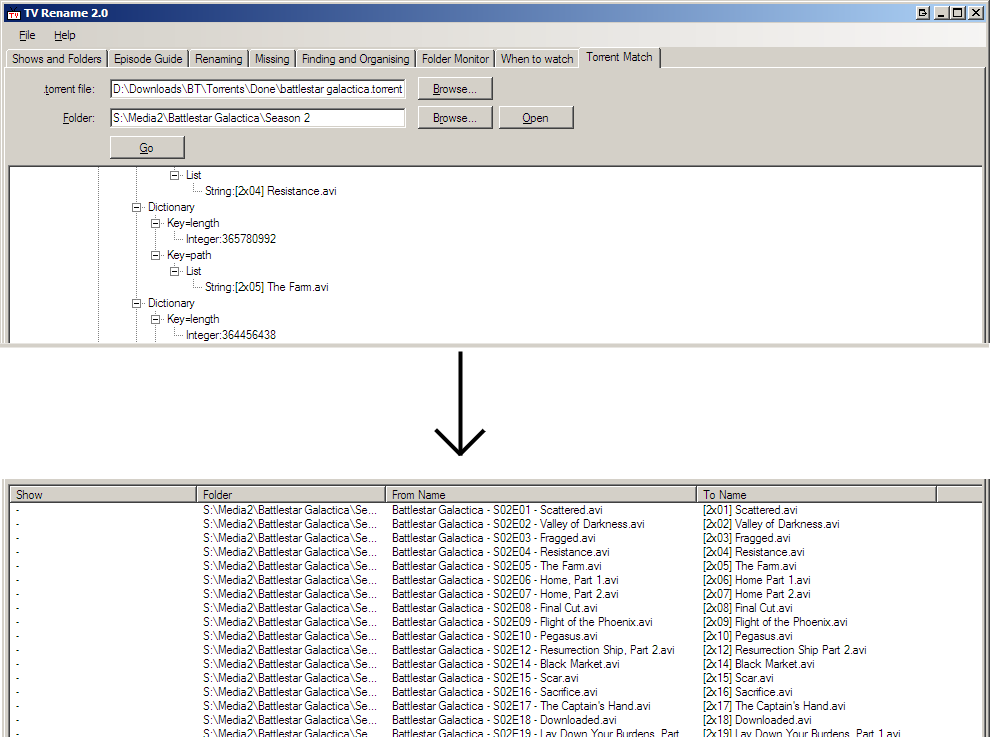 TV Rename 2.0
File Help
Shows and Folders Episode Guide Renaming Missing Finding and Organising Folder Monitor When to watch Torrent Match
.torrent file: D:\Downloads\BT\Torrents\Done\battlestar galactica.torrent Browse...
Folder: S:\Media2\Battlestar Galactica\Season 2 Browse... Open
Go
List
String:[2x04] Resistance.avi
Dictionary
Key=length
Integer:365780992
Key=path
List
String:[2x05] The Farm.avi
Dictionary
Key=length
Integer:364456438
Show Folder From Name To Name
- S:\Media2\Battlestar Galactica\Se... Battlestar Galactica - S02E01 - Scattered.avi [2x01] Scattered.avi
- S:\Media2\Battlestar Galactica\Se... Battlestar Galactica - S02E02 - Valley of Darkness.avi [2x02] Valley of Darkness.avi
- S:\Media2\Battlestar Galactica\Se... Battlestar Galactica - S02E03 - Fragged.avi [2x03] Fragged.avi
- S:\Media2\Battlestar Galactica\Se... Battlestar Galactica - S02E04 - Resistance.avi [2x04] Resistance.avi
- S:\Media2\Battlestar Galactica\Se... Battlestar Galactica - S02E05 - The Farm.avi [2x05] The Farm.avi
- S:\Media2\Battlestar Galactica\Se... Battlestar Galactica - S02E06 - Home, Part 1.avi [2x06] Home Part 1.avi
- S:\Media2\Battlestar Galactica\Se... Battlestar Galactica - S02E07 - Home, Part 2.avi [2x07] Home Part 2.avi
- S:\Media2\Battlestar Galactica\Se... Battlestar Galactica - S02E08 - Final Cut.avi [2x08] Final Cut.avi
- S:\Media2\Battlestar Galactica\Se... Battlestar Galactica - S02E09 - Flight of the Phoenix.avi [2x09] Flight of the Phoenix.avi
- S:\Media2\Battlestar Galactica\Se... Battlestar Galactica - S02E10 - Pegasus.avi [2x10] Pegasus.avi
- S:\Media2\Battlestar Galactica\Se... Battlestar Galactica - S02E12 - Resurrection Ship, Part 2.avi [2x12] Resurrection Ship Part 2.avi
- S:\Media2\Battlestar Galactica\Se... Battlestar Galactica - S02E14 - Black Market.avi [2x14] Black Market.avi
- S:\Media2\Battlestar Galactica\Se... Battlestar Galactica - S02E15 - Scar.avi [2x15] Scar.avi
- S:\Media2\Battlestar Galactica\Se... Battlestar Galactica - S02E16 - Sacrifice.avi [2x16] Sacrifice.avi
- S:\Media2\Battlestar Galactica\Se... Battlestar Galactica - S02E17 - The Captain's Hand.avi [2x17] The Captain's Hand.avi
- S:\Media2\Battlestar Galactica\Se... Battlestar Galactica - S02E18 - Downloaded.avi [2x18] Downloaded.avi
- S:\Media2\Battlestar Galactica\Se... Battlestar Galactica - S02E19 - Lay Down Your Burdens, Part [2x19] Lay Down Your Burdens, Part 1.avi